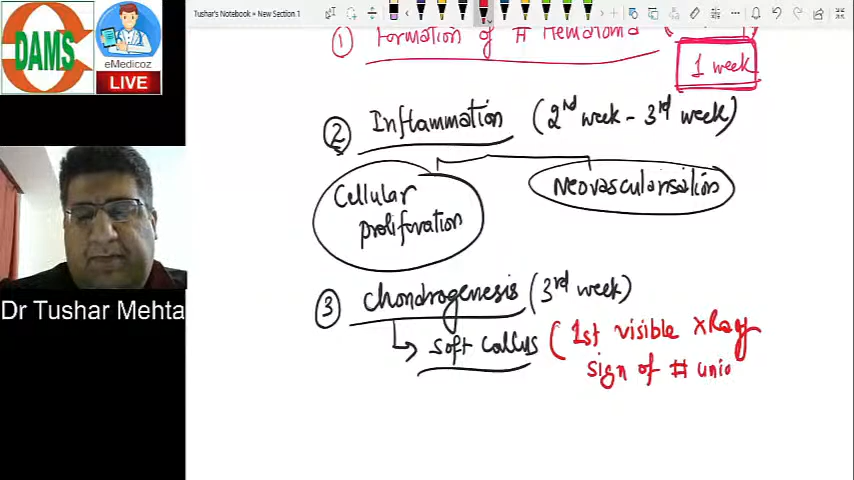 Tushar's Notebook » New Section 1
DAMS
eMedicoz
LIVE
Dr Tushar Mehta
① Formation of # Hematoma
1 week
② Inflammation (2nd week - 3rd week)
Cellular
proliferation
Neovascularisation
③ Chondrogenesis (3rd week)
↳ Soft Callus (1st visible XRay
sign of # unio